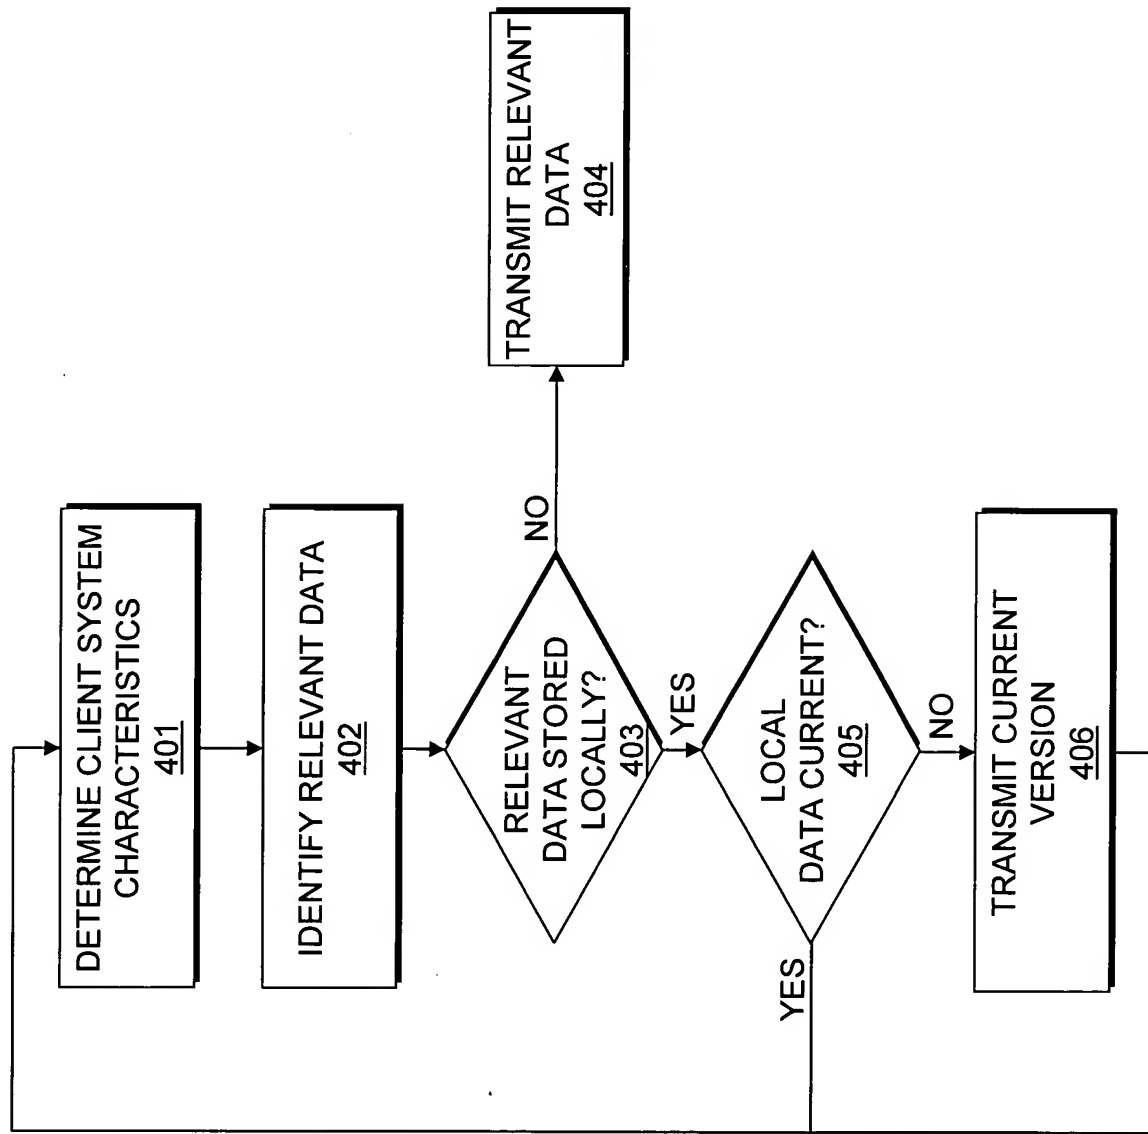 DETERMINE CLIENT SYSTEM
CHARACTERISTICS
401
IDENTIFY RELEVANT DATA
402
RELEVANT
DATA STORED
LOCALLY?
403
NO
TRANSMIT RELEVANT
DATA
404
YES
LOCAL
DATA CURRENT?
405
YES
NO
TRANSMIT CURRENT
VERSION
406